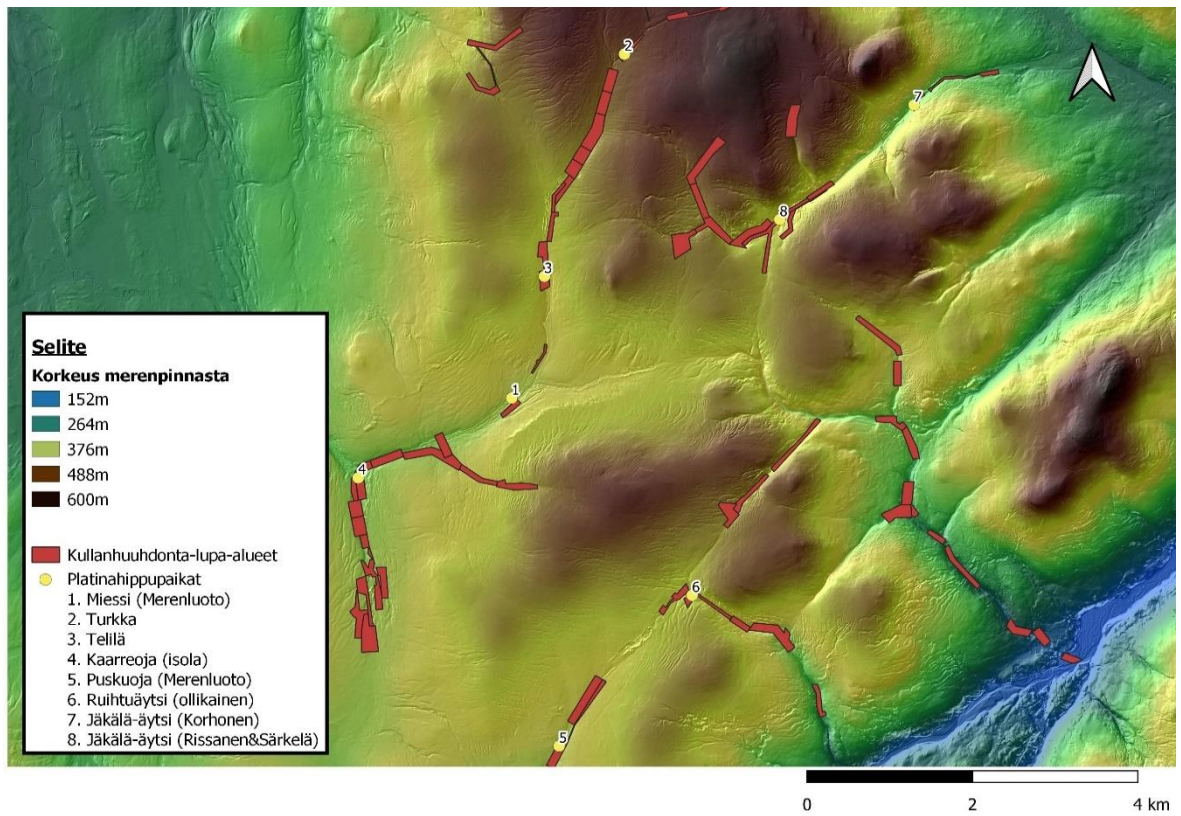 2
7
8
3
1
4
6
5
Selite
Korkeus merenpinnasta
152m
264m
376m
488m
600m
Kullanhuuhdonta-lupa-alueet
Platinahippupaikat
1. Miessi (Merenluoto)
2. Turkka
3. Telilä
4. Kaarreoja (isola)
5. Puskuoja (Merenluoto)
6. Ruihtuäytsi (ollikainen)
7. Jäkälä-äytsi (Korhonen)
8. Jäkälä-äytsi (Rissanen&Särkelä)
0 2 4 km